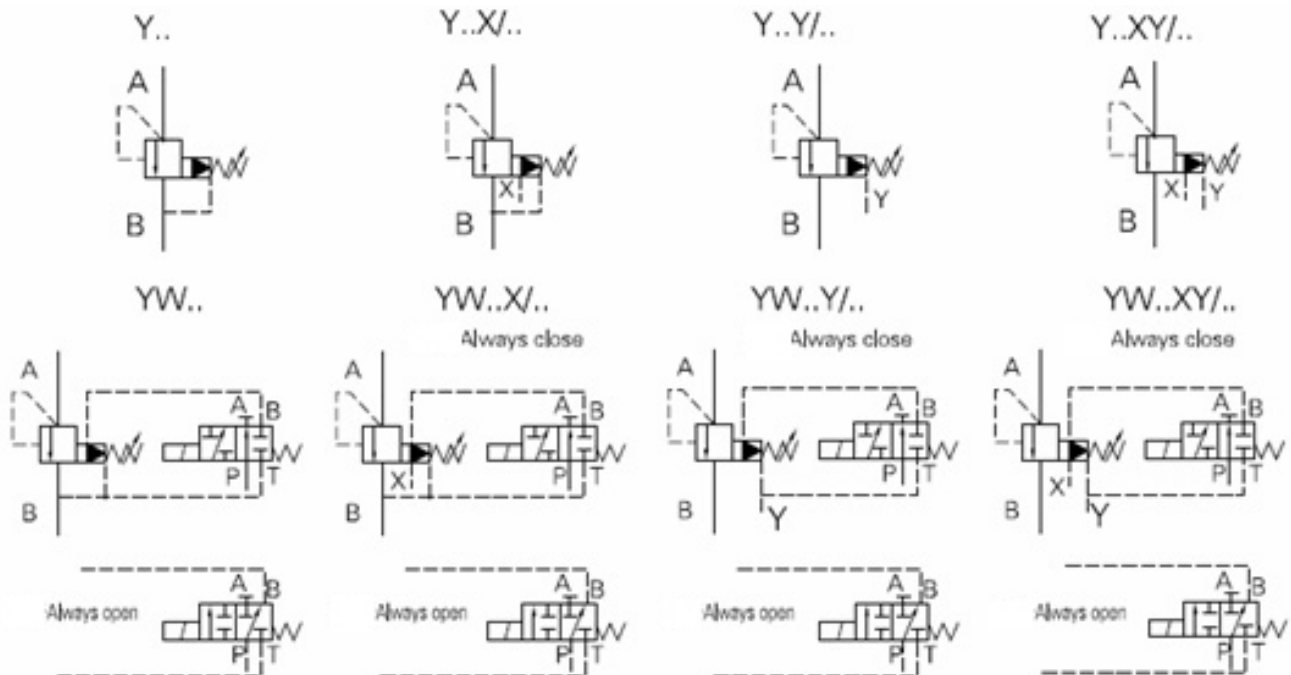 Y..
Y..X/..
Y..Y/..
Y..XY/..
A
A
A
A
X
Y
X
Y
B
B
B
B
YW..
YW..X/..
YW..Y/..
YW..XY/..
Always close
Always close
Always close
A
A
B
A
A
B
A
A
B
A
A
B
P
T
X
P
T
P
T
X
P
T
B
B
B
Y
B
Y
A
B
A
B
A
B
A
B
Always open
Always open
Always open
Always open
P
T
P
T
P
T
P
T